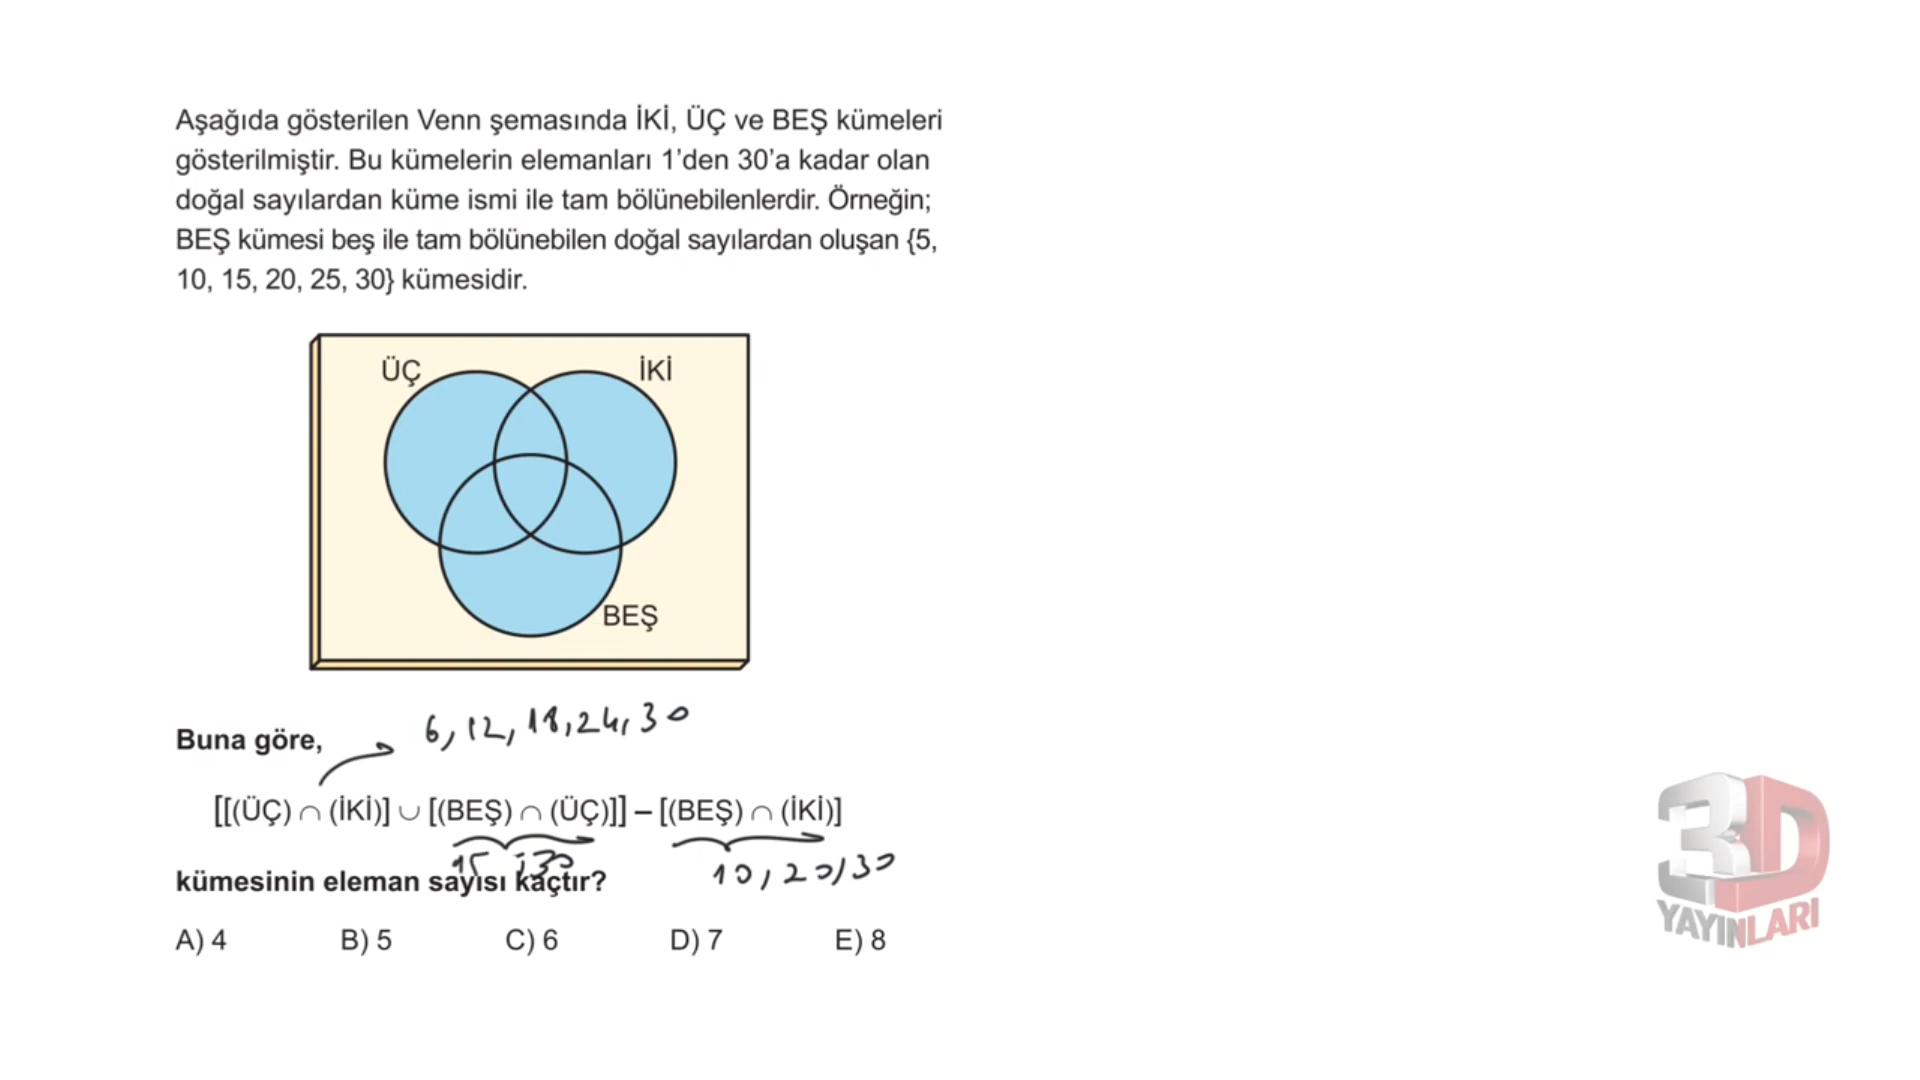 Aşağıda gösterilen Venn şemasında İKİ, ÜÇ ve BEŞ kümeleri
gösterilmiştir. Bu kümelerin elemanları 1’den 30’a kadar olan
doğal sayılardan küme ismi ile tam bölünebilenlerdir. Örneğin;
BEŞ kümesi beş ile tam bölünebilen doğal sayılardan oluşan {5,
10, 15, 20, 25, 30} kümesidir.
ÜÇ
İKİ
BEŞ
6, 12, 18, 24, 30
Buna göre,
[[(ÜÇ) ∩ (İKİ)] ∪ [(BEŞ) ∩ (ÜÇ)]] – [(BEŞ) ∩ (İKİ)]
15, 30
10, 20, 30
kümesinin eleman sayısı kaçtır?
A) 4 B) 5 C) 6 D) 7 E) 8
3D
YAYINLARI